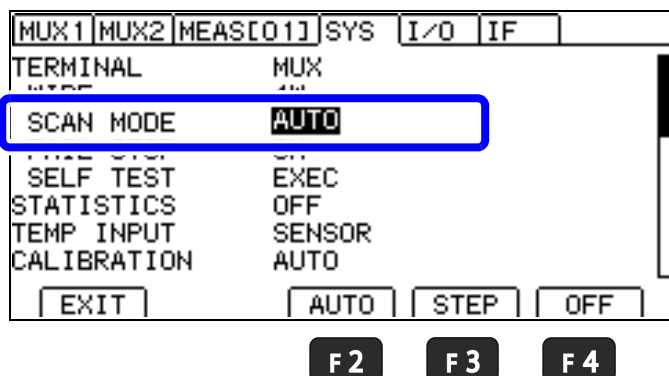 MUX1 MUX2 MEAS[01] SYS I/O IF
TERMINAL MUX
SCAN MODE AUTO
SELF TEST EXEC
STATISTICS OFF
TEMP INPUT SENSOR
CALIBRATION AUTO
EXIT AUTO STEP OFF
F2 F3 F4